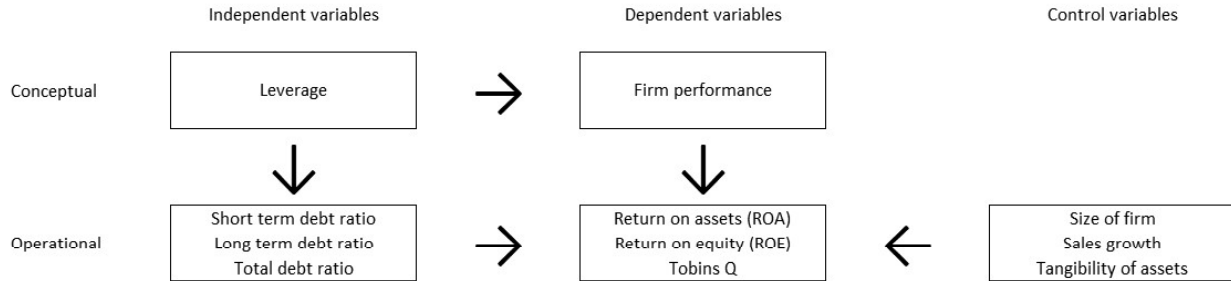 Independent variables
Dependent variables
Control variables
Conceptual
Leverage
Firm performance
Operational
Short term debt ratio
Long term debt ratio
Total debt ratio
Return on assets (ROA)
Return on equity (ROE)
Tobins Q
Size of firm
Sales growth
Tangibility of assets